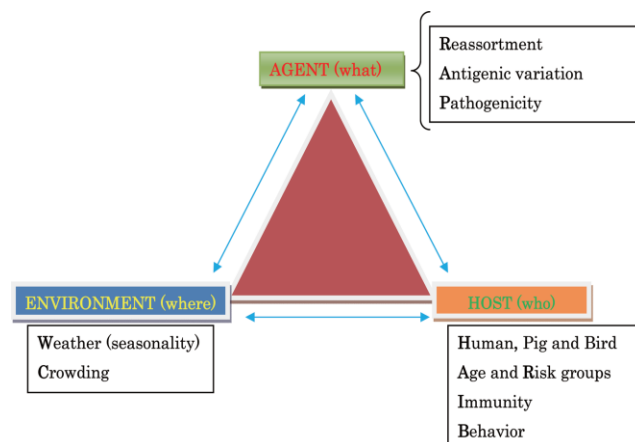 AGENT (what)
Reassortment
Antigenic variation
Pathogenicity
ENVIRONMENT (where)
Weather (seasonality)
Crowding
HOST (who)
Human, Pig and Bird
Age and Risk groups
Immunity
Behavior